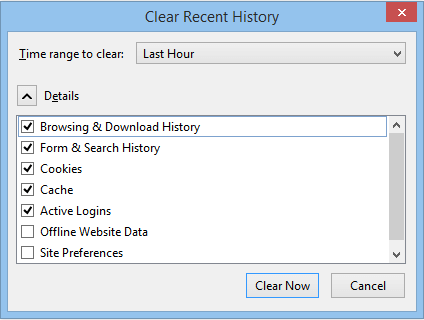 Clear Recent History
Time range to clear: Last Hour
Details
Browsing & Download History
Form & Search History
Cookies
Cache
Active Logins
Offline Website Data
Site Preferences
Clear Now Cancel